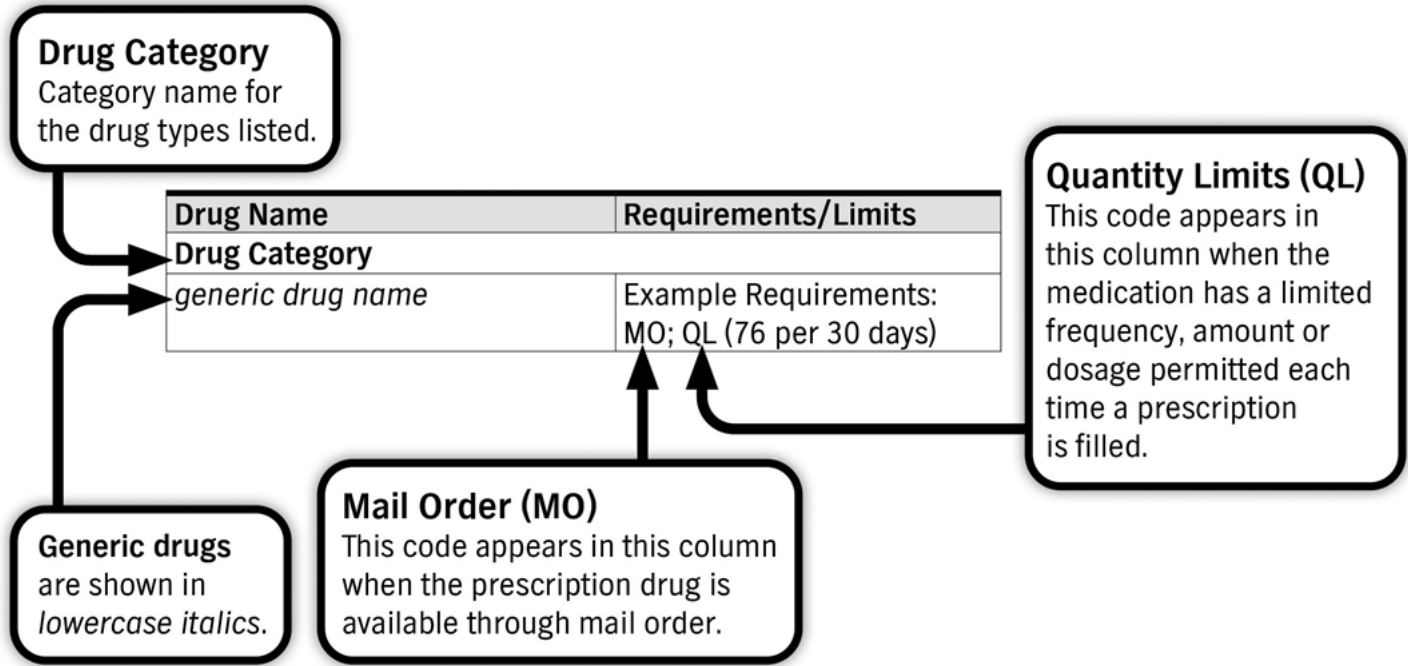 Drug Category
Category name for
the drug types listed.
Drug Name Requirements/Limits
Drug Category
generic drug name Example Requirements:
MO; QL (76 per 30 days)
Quantity Limits (QL)
This code appears in
this column when the
medication has a limited
frequency, amount or
dosage permitted each
time a prescription
is filled.
Generic drugs
are shown in
lowercase italics.
Mail Order (MO)
This code appears in this column
when the prescription drug is
available through mail order.